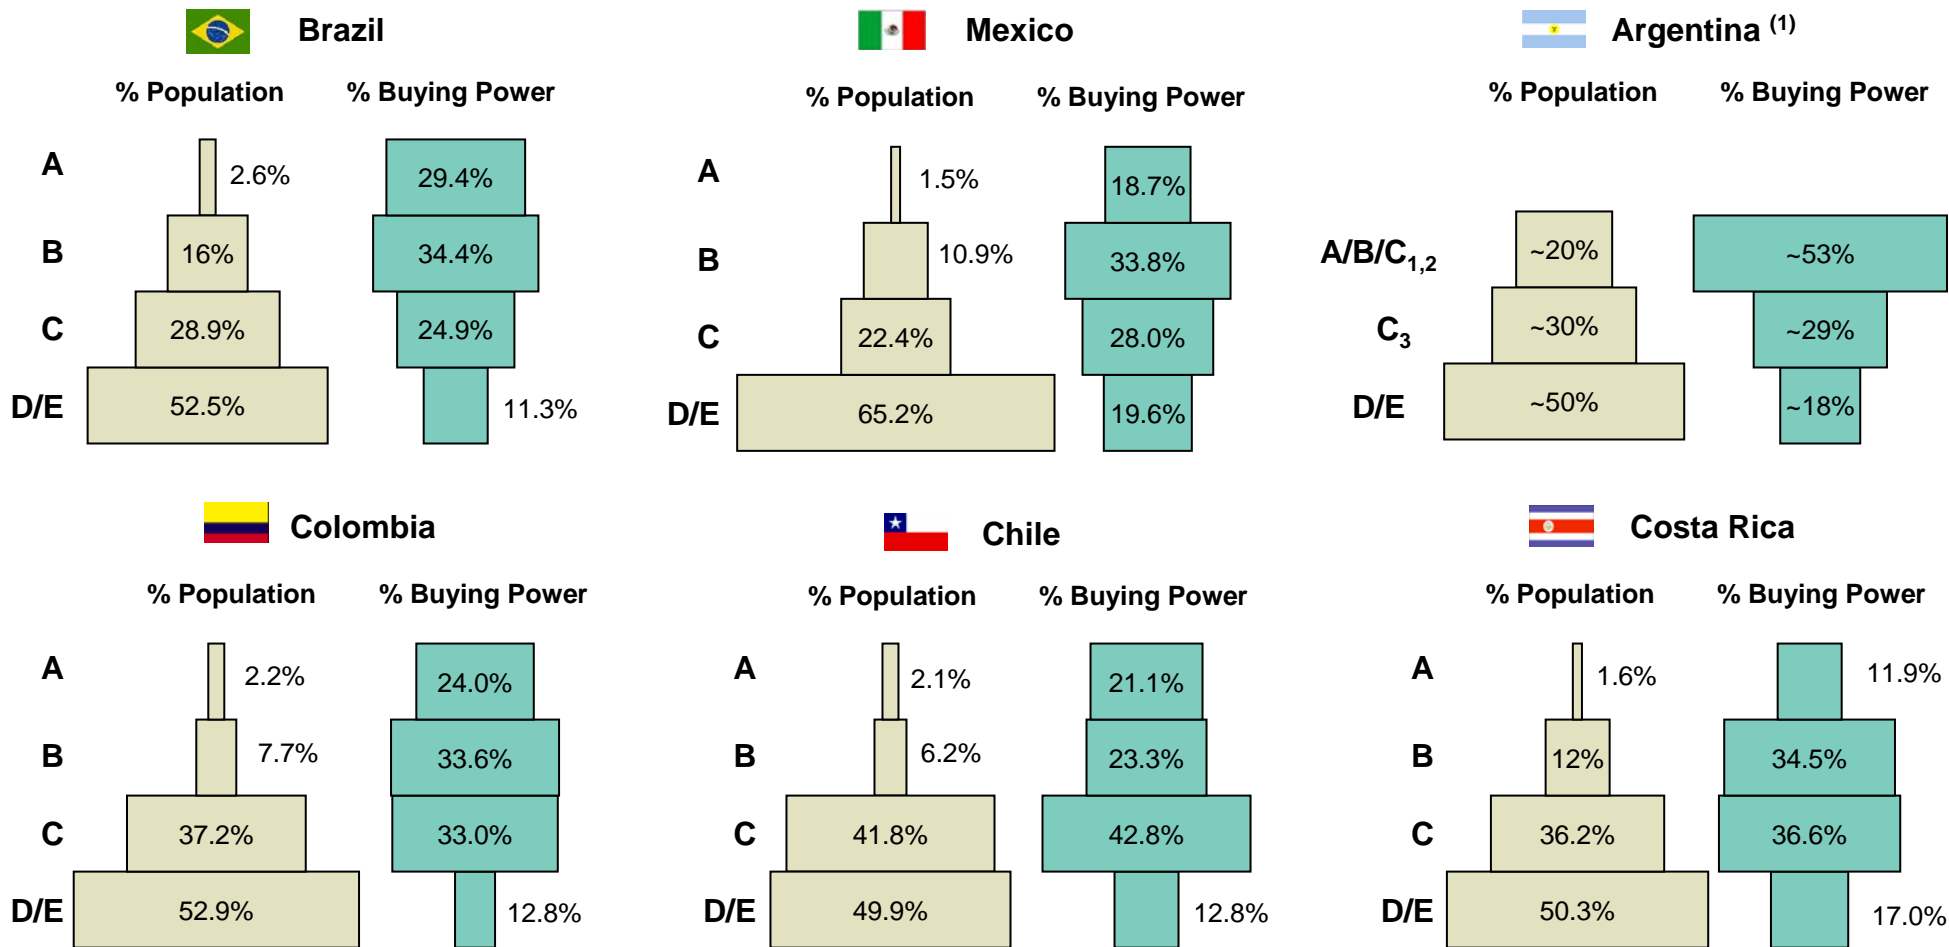 Brazil
% Population % Buying Power
A 2.6% 29.4%
B 16% 34.4%
C 28.9% 24.9%
D/E 52.5% 11.3%
Mexico
% Population % Buying Power
A 1.5% 18.7%
B 10.9% 33.8%
C 22.4% 28.0%
D/E 65.2% 19.6%
Argentina (1)
% Population % Buying Power
A/B/C1,2 ~20% ~53%
C3 ~30% ~29%
D/E ~50% ~18%
Colombia
% Population % Buying Power
A 2.2% 24.0%
B 7.7% 33.6%
C 37.2% 33.0%
D/E 52.9% 12.8%
Chile
% Population % Buying Power
A 2.1% 21.1%
B 6.2% 23.3%
C 41.8% 42.8%
D/E 49.9% 12.8%
Costa Rica
% Population % Buying Power
A 1.6% 11.9%
B 12% 34.5%
C 36.2% 36.6%
D/E 50.3% 17.0%